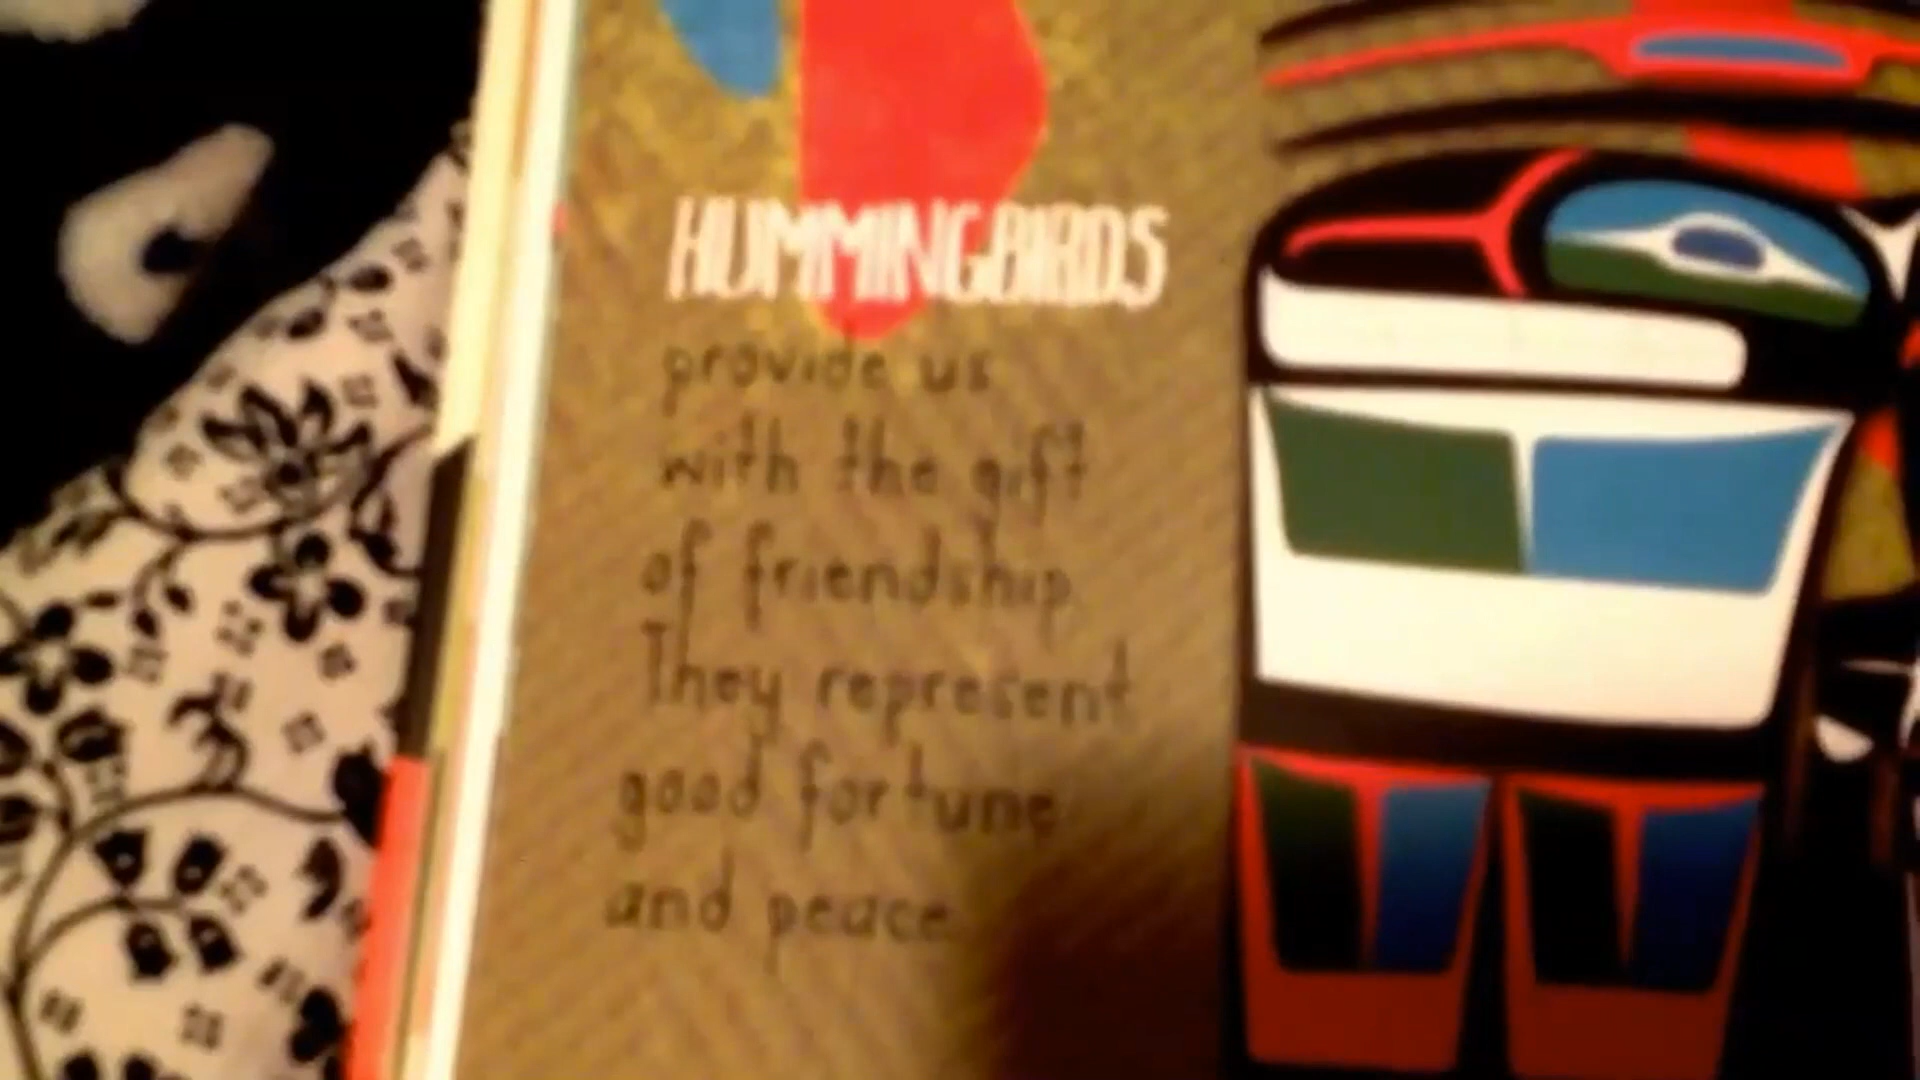 HUMMINGBIRDS
provide us
with the gift
of friendship.
They represent
good fortune
and peace.